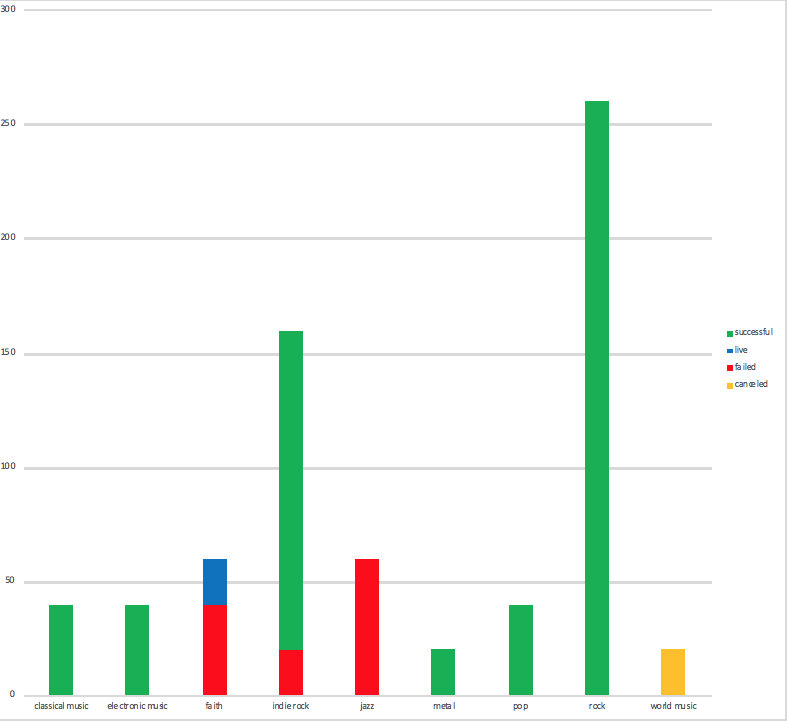 300
250
200
150
100
50
0
classical music electronic music faith indie rock jazz metal pop rock world music
successful
live
failed
canceled